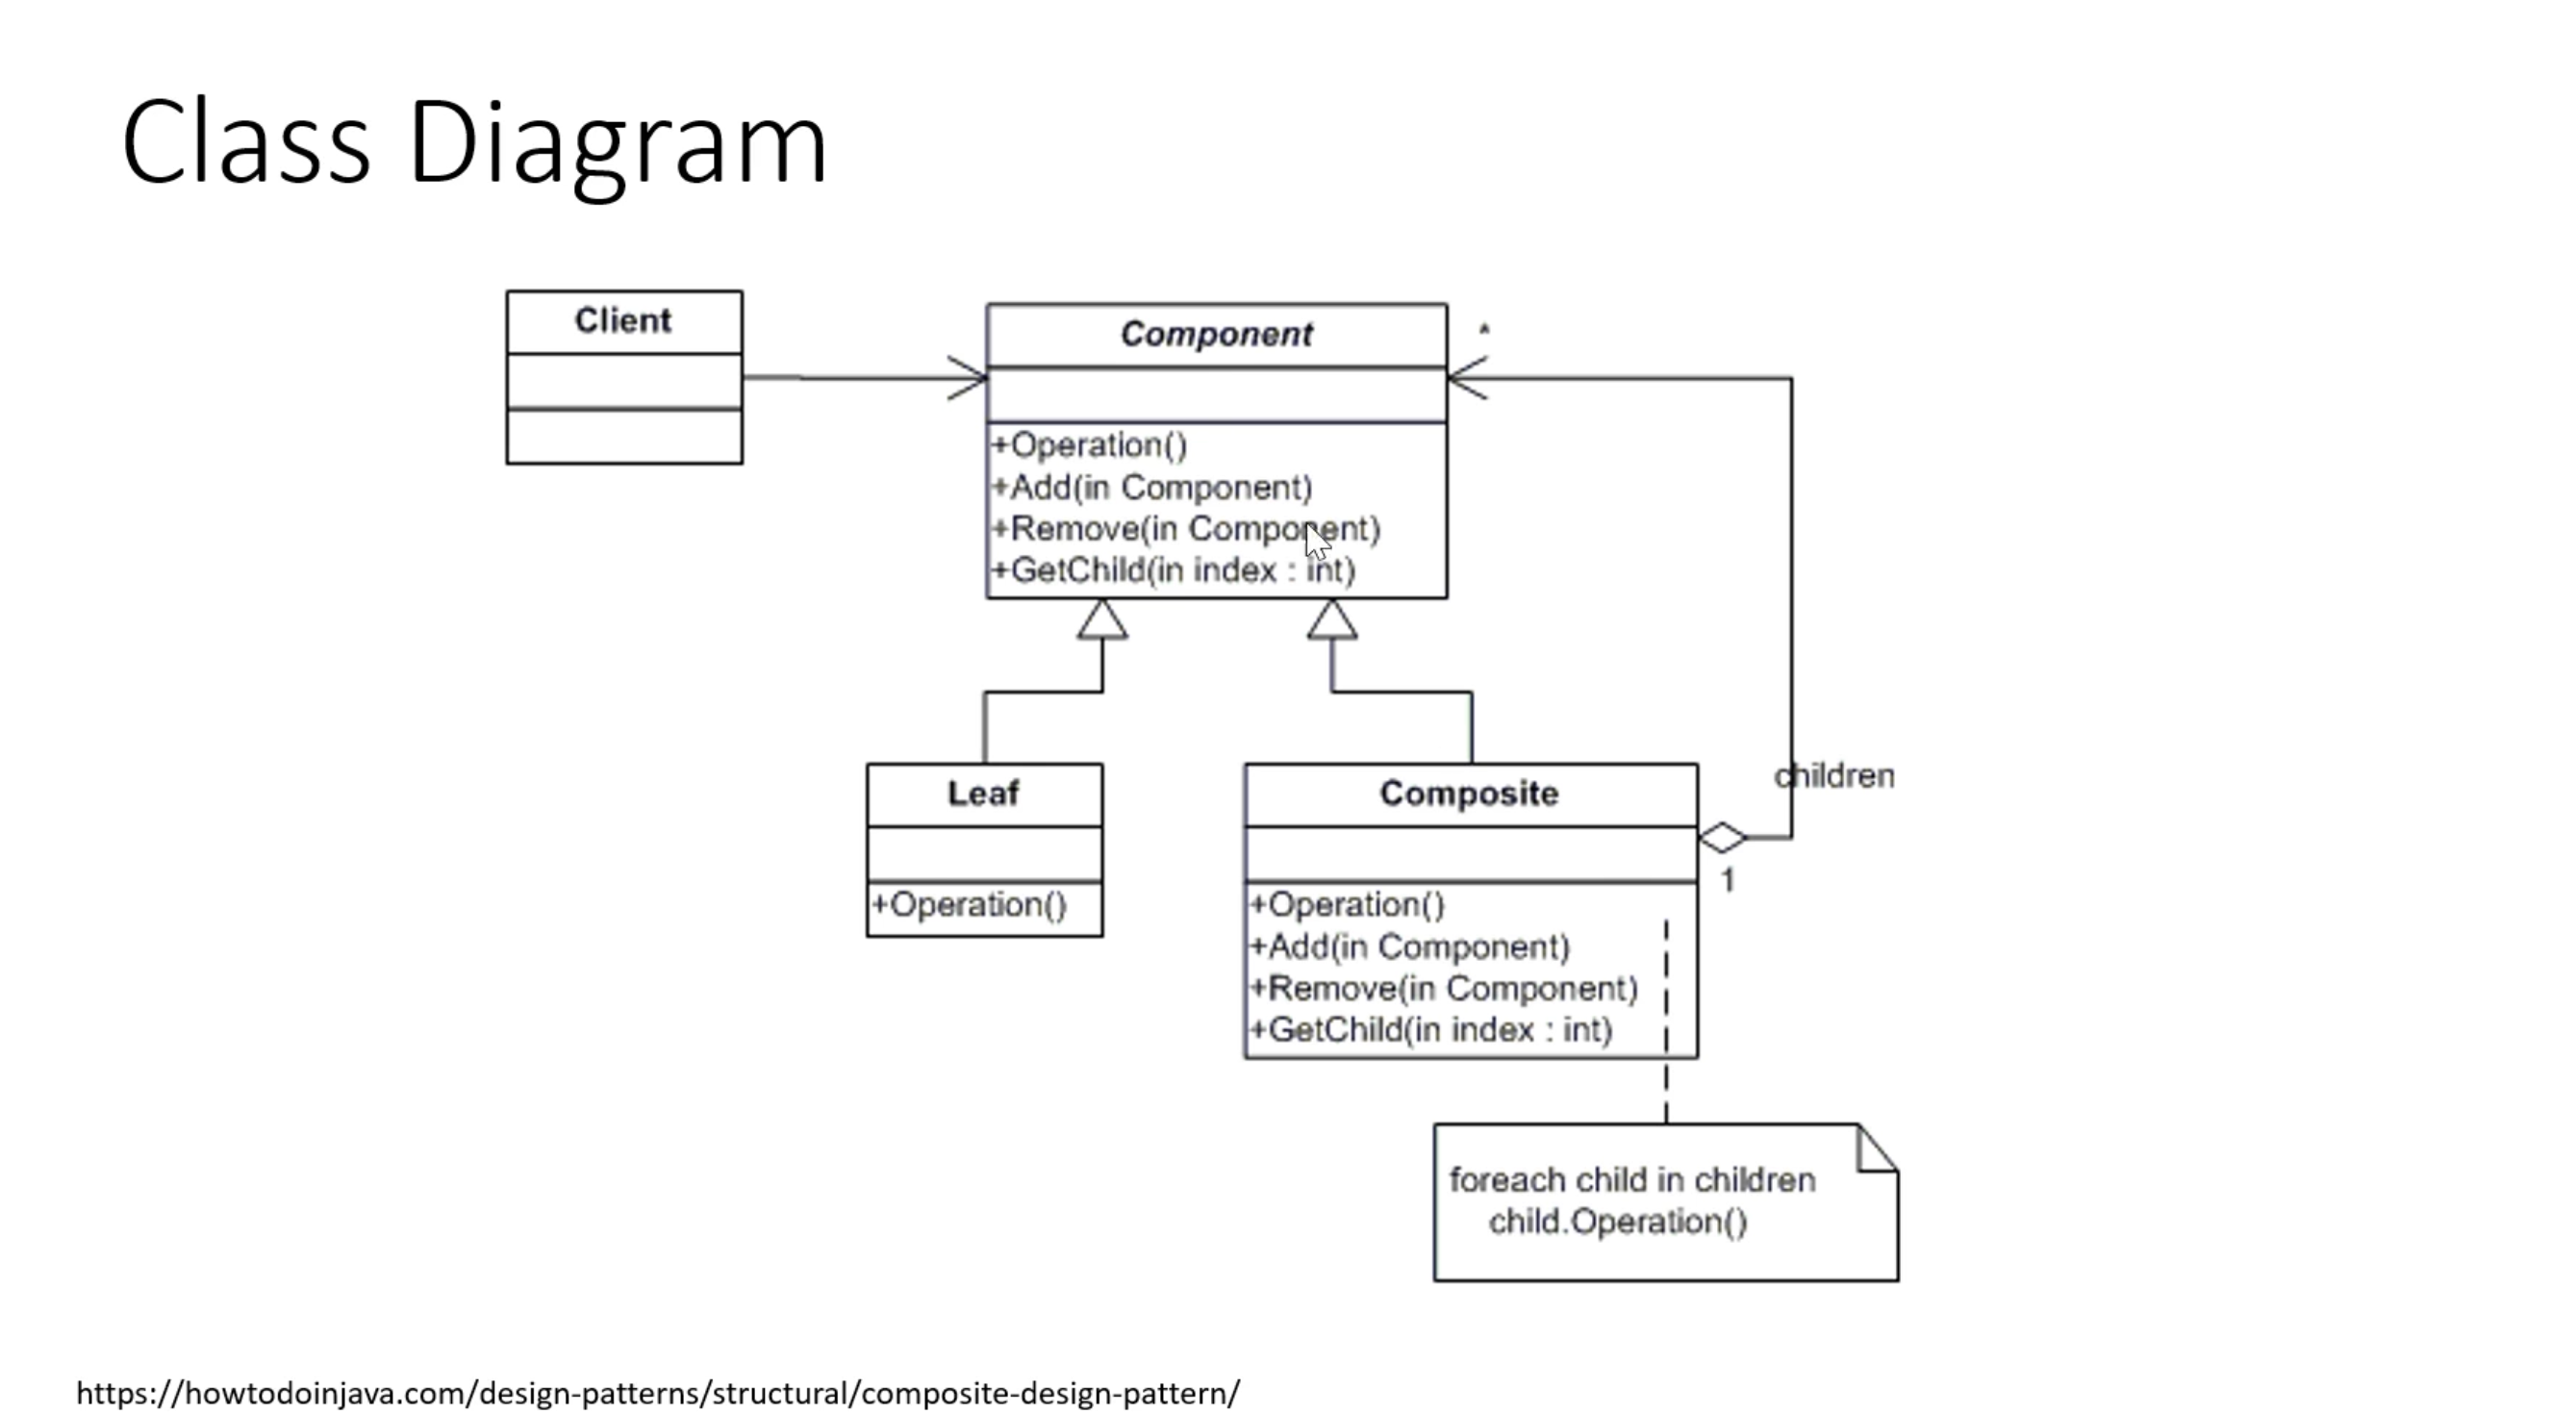 Class Diagram
Client
Component
*
+Operation()
+Add(in Component)
+Remove(in Component)
+GetChild(in index : int)
children
Leaf
+Operation()
Composite
1
+Operation()
+Add(in Component)
+Remove(in Component)
+GetChild(in index : int)
foreach child in children
child.Operation()
https://howtodoinjava.com/design-patterns/structural/composite-design-pattern/